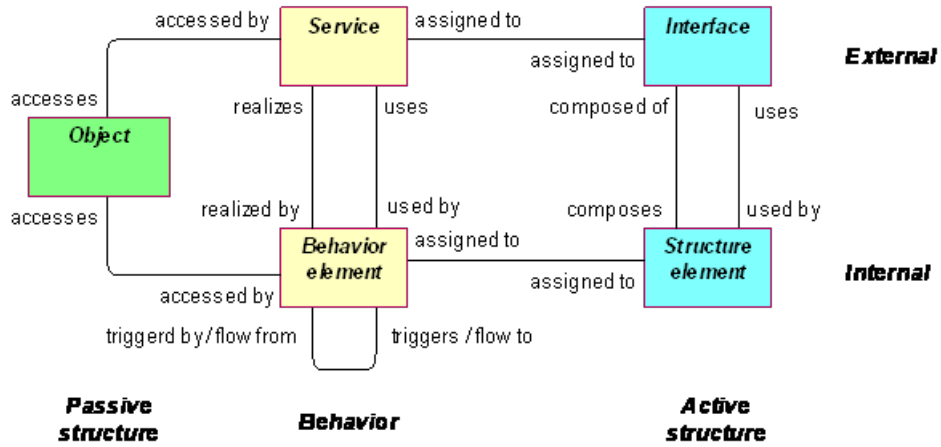 accessed by
Service
assigned to
Interface
External
assigned to
accesses
realizes
uses
composed of
uses
Object
accesses
realized by
used by
composes
used by
assigned to
Behavior
element
Structure
element
Internal
assigned to
accessed by
triggerd by / flow from
triggers / flow to
Passive
structure
Behavior
Active
structure